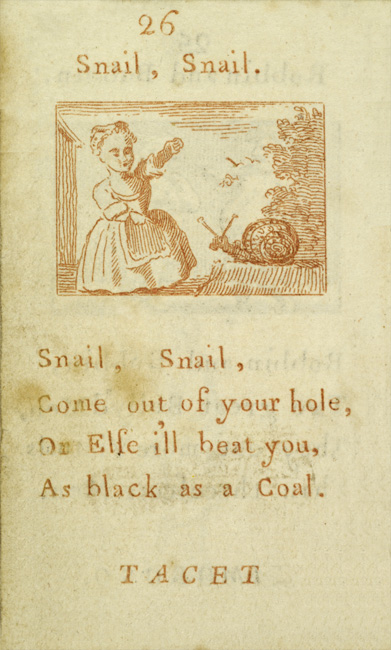 26
Snail, Snail.
Snail, Snail,
Come out of your hole,
Or Elſe i'll beat you,
As black as a Coal.
TACET